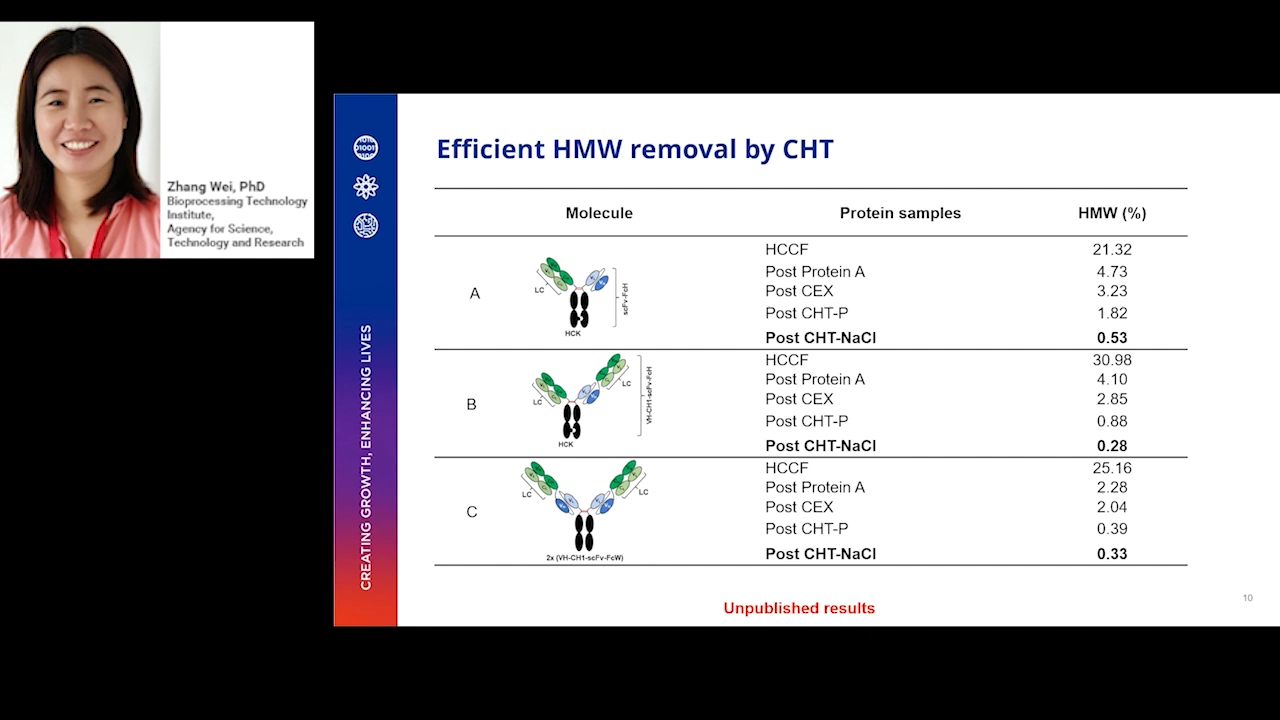 Zhang Wei, PhD
Bioprocessing Technology
Institute,
Agency for Science,
Technology and Research
CREATING GROWTH, ENHANCING LIVES
Efficient HMW removal by CHT
Molecule Protein samples HMW (%)
A
LC
scFv-FcH
HCK
HCCF 21.32
Post Protein A 4.73
Post CEX 3.23
Post CHT-P 1.82
Post CHT-NaCl 0.53
B
LC
LC
VH-CH1-scFv-FcH
HCK
HCCF 30.98
Post Protein A 4.10
Post CEX 2.85
Post CHT-P 0.88
Post CHT-NaCl 0.28
C
LC
LC
2x (VH-CH1-scFv-FcW)
HCCF 25.16
Post Protein A 2.28
Post CEX 2.04
Post CHT-P 0.39
Post CHT-NaCl 0.33
Unpublished results
10